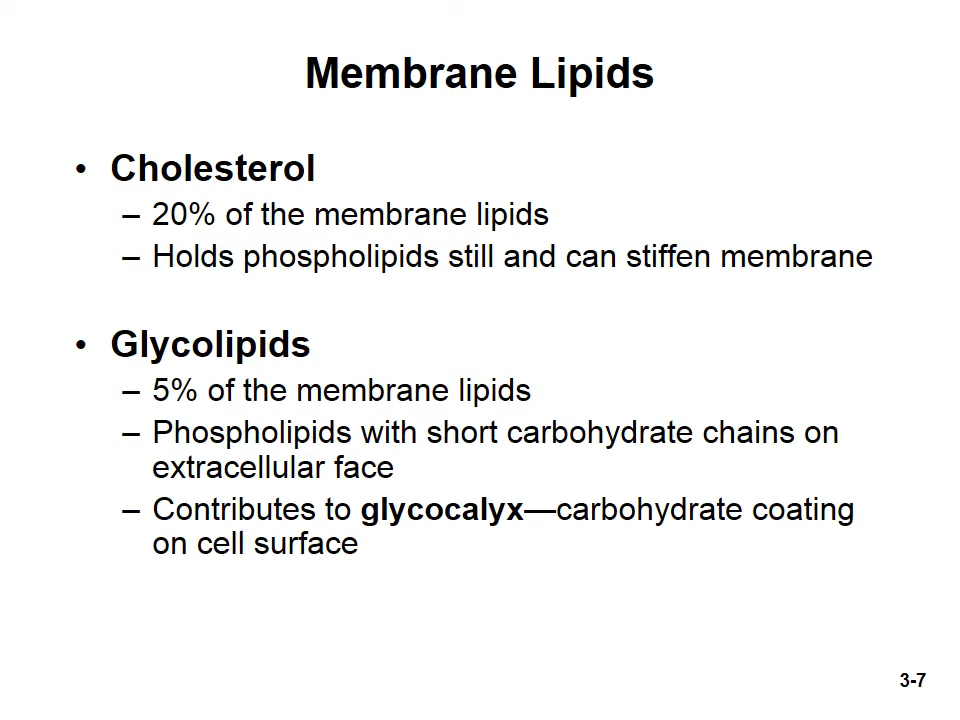 Membrane Lipids
• Cholesterol
– 20% of the membrane lipids
– Holds phospholipids still and can stiffen membrane
• Glycolipids
– 5% of the membrane lipids
– Phospholipids with short carbohydrate chains on
extracellular face
– Contributes to glycocalyx—carbohydrate coating
on cell surface
3-7